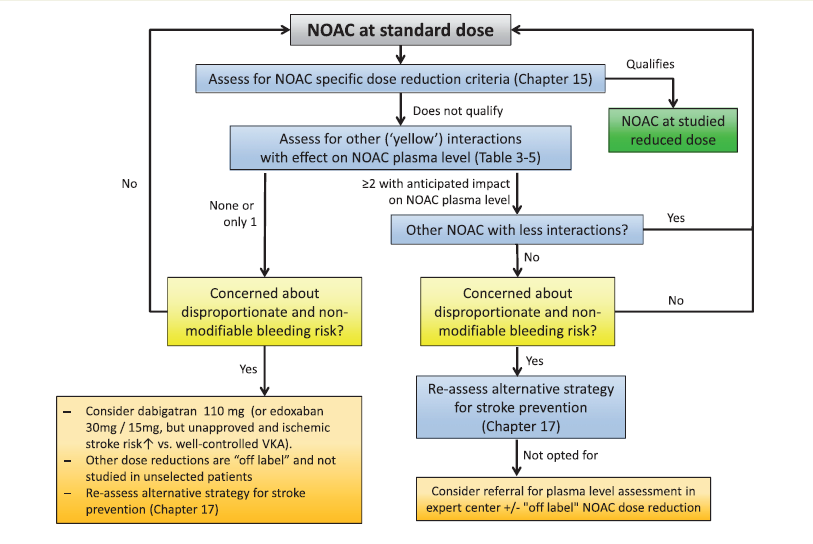 NOAC at standard dose
Assess for NOAC specific dose reduction criteria (Chapter 15)
Qualifies
NOAC at studied
reduced dose
Does not qualify
Assess for other (‘yellow’) interactions
with effect on NOAC plasma level (Table 3-5)
No
None or
only 1
≥2 with anticipated impact
on NOAC plasma level
Other NOAC with less interactions?
Yes
No
Concerned about
disproportionate and non-
modifiable bleeding risk?
Concerned about
disproportionate and non-
modifiable bleeding risk?
No
Yes
Yes
– Consider dabigatran 110 mg (or edoxaban
30mg / 15mg, but unapproved and ischemic
stroke risk↑ vs. well-controlled VKA).
– Other dose reductions are “off label” and not
studied in unselected patients
– Re-assess alternative strategy for stroke
prevention (Chapter 17)
Re-assess alternative strategy
for stroke prevention
(Chapter 17)
Not opted for
Consider referral for plasma level assessment in
expert center +/- "off label" NOAC dose reduction